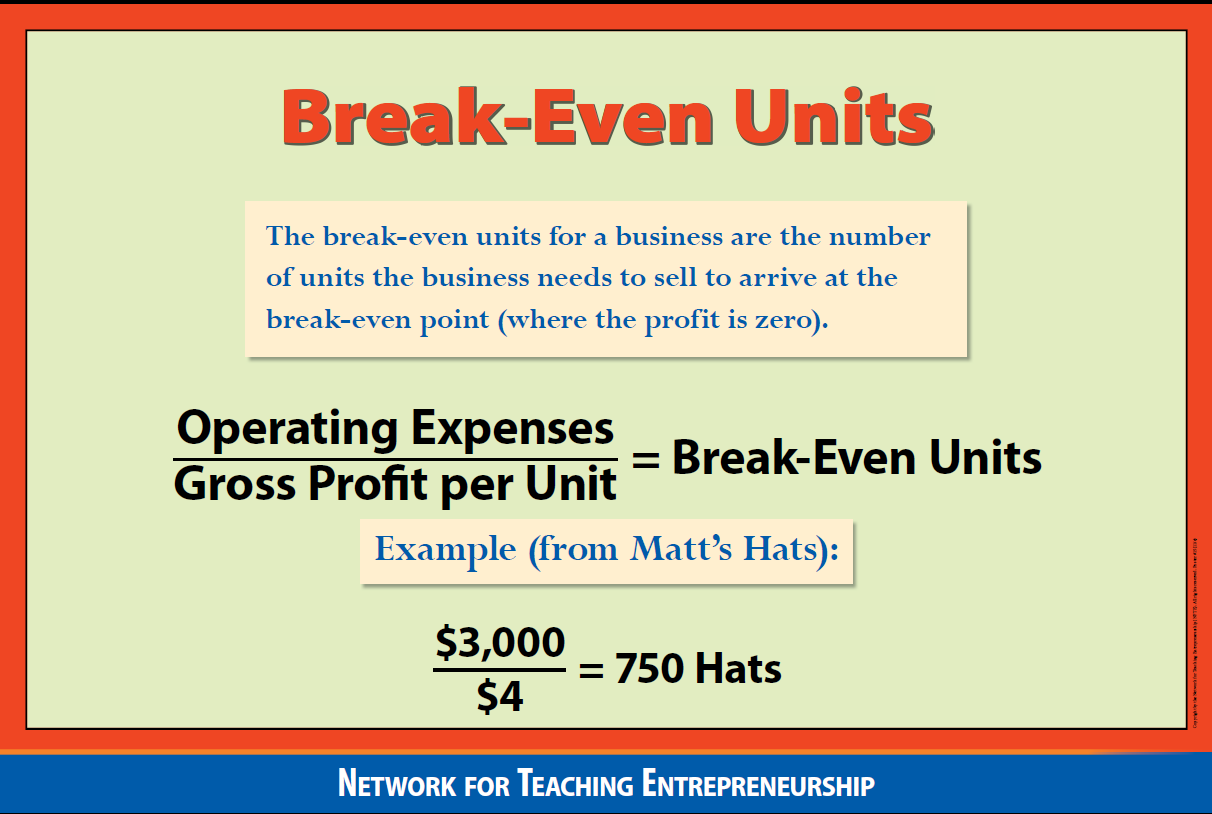 Break-Even Units
The break-even units for a business are the number
of units the business needs to sell to arrive at the
break-even point (where the profit is zero).
Operating Expenses
Gross Profit per Unit
= Break-Even Units
Example (from Matt's Hats):
$3,000
$4
= 750 Hats
NETWORK FOR TEACHING ENTREPRENEURSHIP